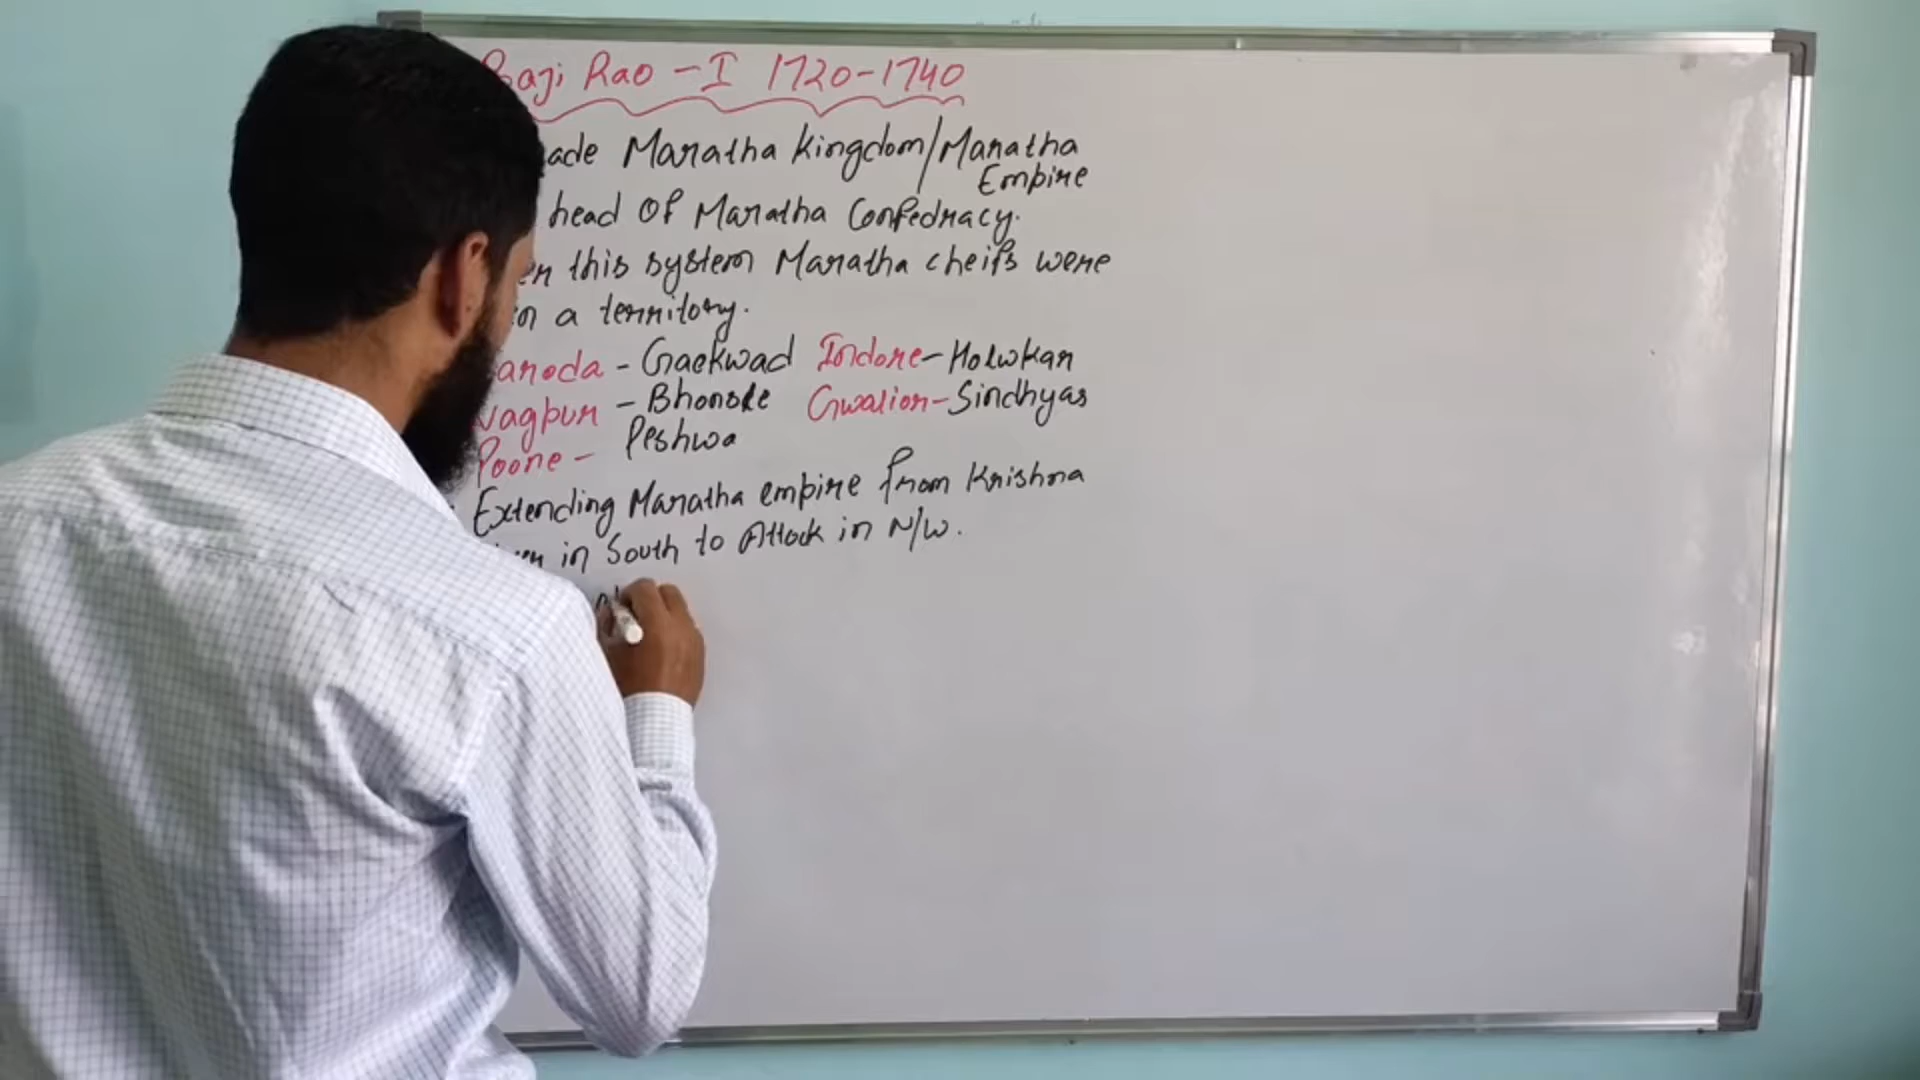 Baji Rao - I 1720-1740
ade Maratha Kingdom/Maratha
Empire
head Of Maratha Confedracy.
this system Maratha cheifs were
a territory.
Baroda - Gaekwad Indore - Holwkar
Nagpur - Bhonsle Gwalior - Sindhyas
Poone - Peshwa
Extending Maratha empire from Krishna
in South to Attock in N/W.